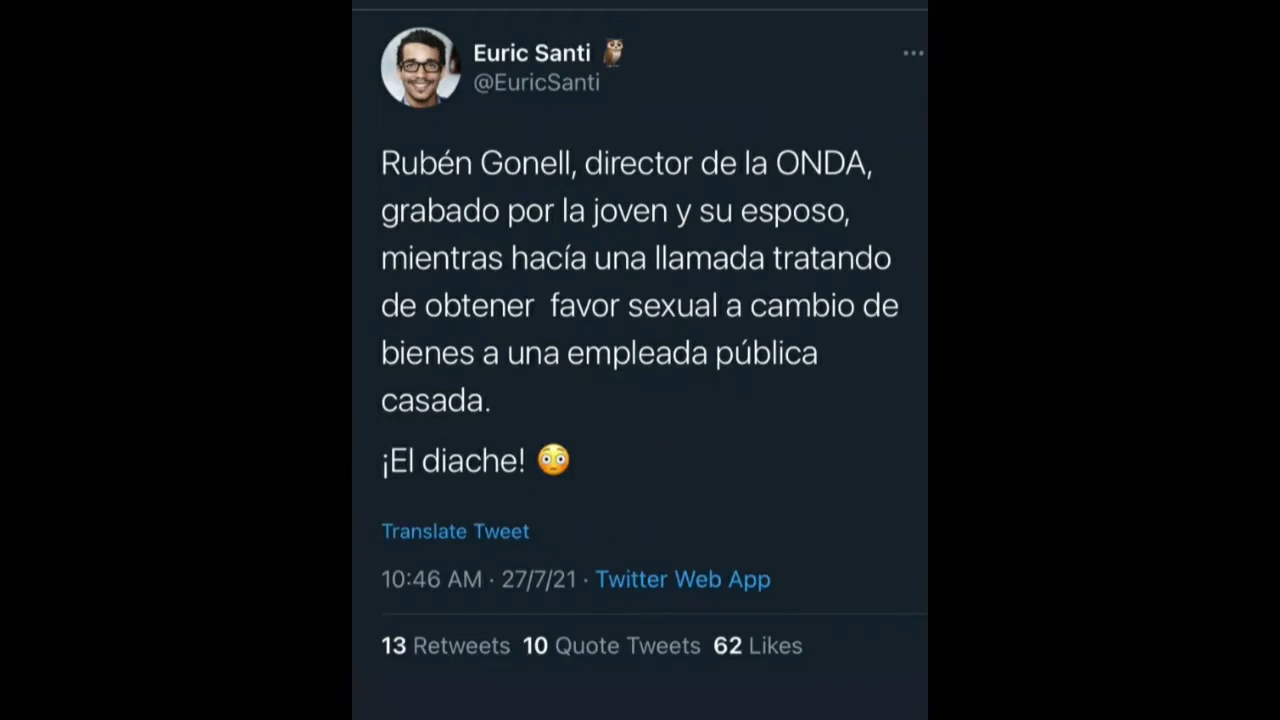 Euric Santi 🦉
@EuricSanti
Rubén Gonell, director de la ONDA,
grabado por la joven y su esposo,
mientras hacía una llamada tratando
de obtener  favor sexual a cambio de
bienes a una empleada pública
casada.
¡El diache! 😳
Translate Tweet
10:46 AM · 27/7/21 · Twitter Web App
13 Retweets 10 Quote Tweets 62 Likes